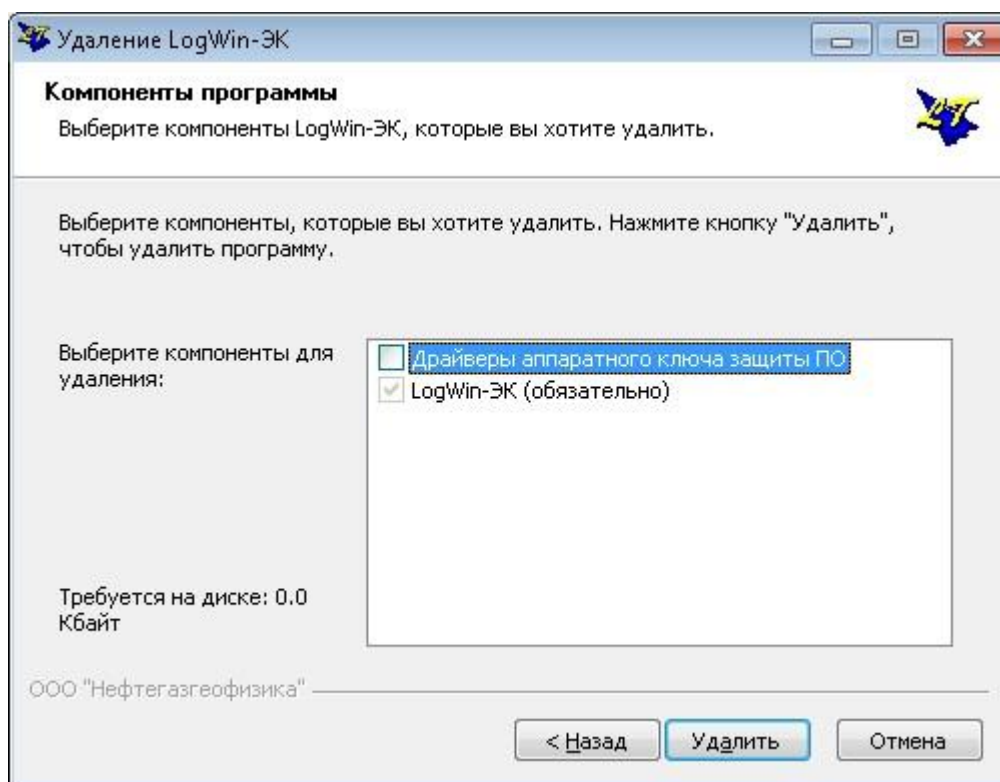 Удаление LogWin-ЭК
Компоненты программы
Выберите компоненты LogWin-ЭК, которые вы хотите удалить.
Выберите компоненты, которые вы хотите удалить. Нажмите кнопку "Удалить",
чтобы удалить программу.
Выберите компоненты для
удаления:
Драйверы аппаратного ключа защиты ПО
LogWin-ЭК (обязательно)
Требуется на диске: 0.0
Кбайт
ООО "Нефтегазгеофизика"
< Назад
Удалить
Отмена